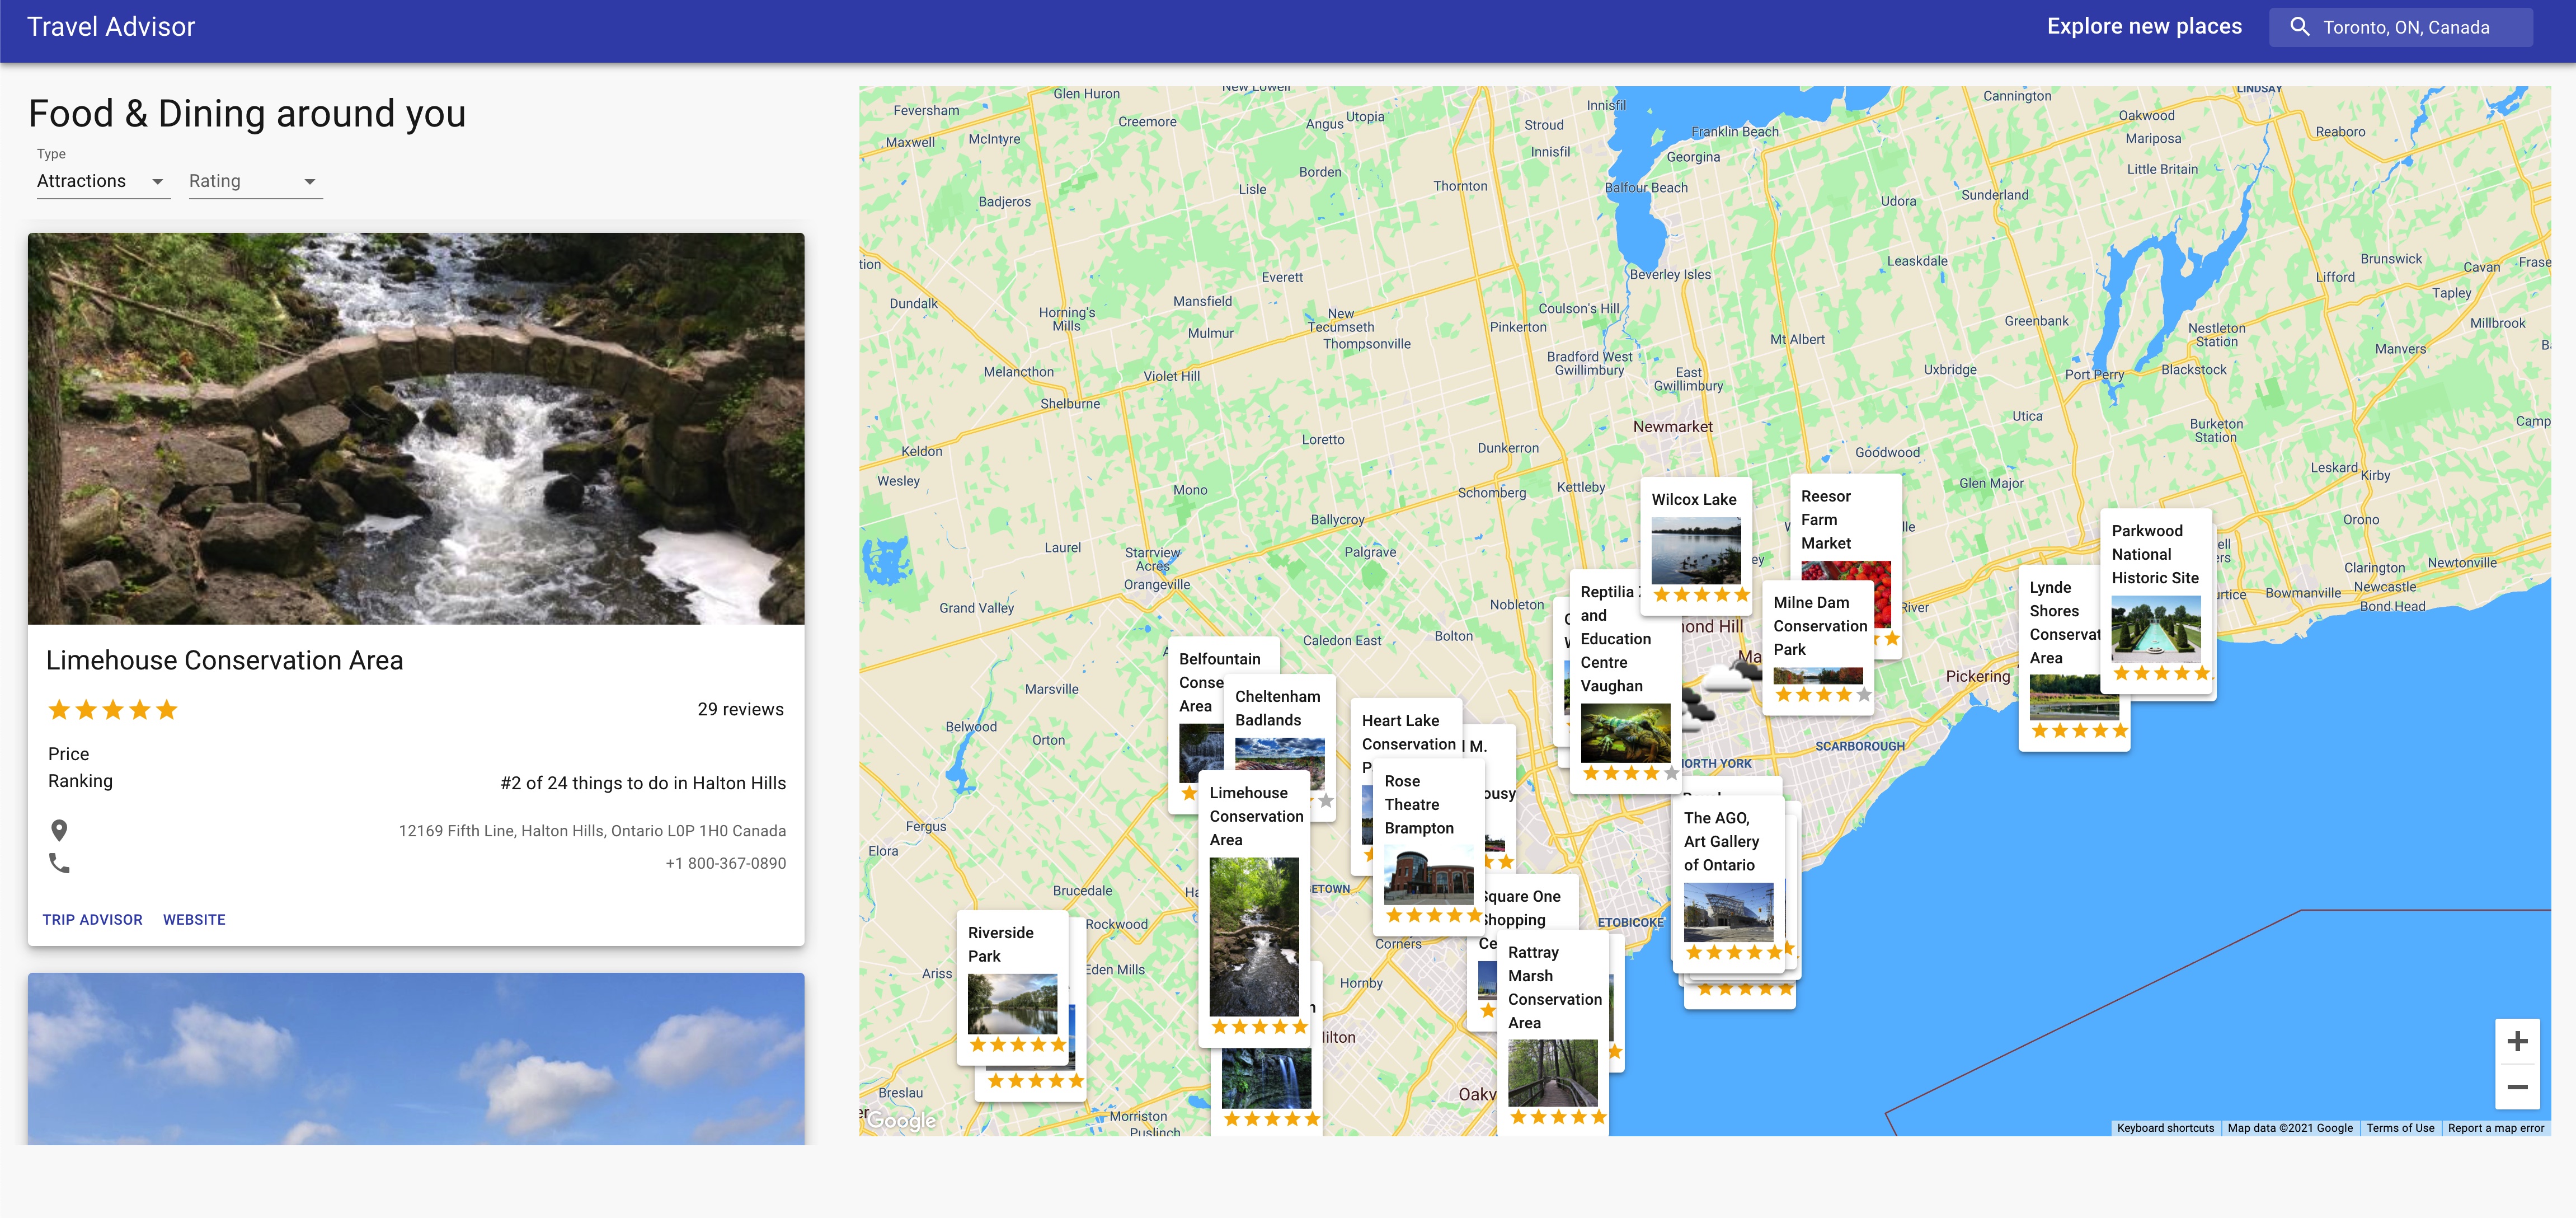 Travel Advisor
Explore new places
Toronto, ON, Canada
Food & Dining around you
Type
Attractions
Rating
Limehouse Conservation Area
29 reviews
Price
Ranking
#2 of 24 things to do in Halton Hills
12169 Fifth Line, Halton Hills, Ontario L0P 1H0 Canada
+1 800-367-0890
TRIP ADVISOR WEBSITE
Feversham
Glen Huron
New Lowell
Maxwell
McIntyre
Creemore
Angus
Utopia
Innisfil
Stroud
Innisfil
Franklin Beach
Georgina
Cannington
LINDSAY
Oakwood
Mariposa
Reaboro
Little Britain
Badjeros
Lisle
Borden
Thornton
Balfour Beach
Udora
Sunderland
tion
Everett
Beverley Isles
Leaskdale
Brunswick
Lifford
Cavan
Frase
Dundalk
Horning's
Mills
Mansfield
Mulmur
New
Tecumseth
Thompsonville
Coulson's Hill
Pinkerton
Tapley
Greenbank
Nestleton
Station
Millbrook
Mt Albert
Manvers
Melancthon
Violet Hill
Bradford West
Gwillimbury
East
Gwillimbury
Uxbridge
Port Perry
Blackstock
Shelburne
Utica
Burketon
Station
Camp
Newmarket
Keldon
Loretto
Dunkerron
Goodwood
Wesley
Mono
Schomberg
Kettleby
Glen Major
Leskard
Kirby
Ballycroy
Orono
Laurel
Starrview
Acres
Orangeville
Palgrave
Newtonville
Clarington
Newcastle
Bowmanville
Bond Head
Grand Valley
Nobleton
Caledon East
Bolton
River
Pickering
Marsville
Belwood
Orton
SCARBOROUGH
Fergus
Elora
Brucedale
Rockwood
Ariss
Eden Mills
Corners
Hornby
ETOBICOKE
Breslau
Morriston
Puslinch
Wilcox Lake
Reesor
Farm
Market
Milne Dam
Conservation
Park
Reptilia
and
Education
Centre
Vaughan
Parkwood
National
Historic Site
Lynde
Shores
Conservat
Area
Belfountain
Conse
Area
Cheltenham
Badlands
Heart Lake
Conservation
Limehouse
Conservation
Area
Rose
Theatre
Brampton
The AGO,
Art Gallery
of Ontario
Square One
Shopping
Ce
Rattray
Marsh
Conservation
Area
Riverside
Park
Google
Keyboard shortcuts
Map data ©2021 Google
Terms of Use
Report a map error